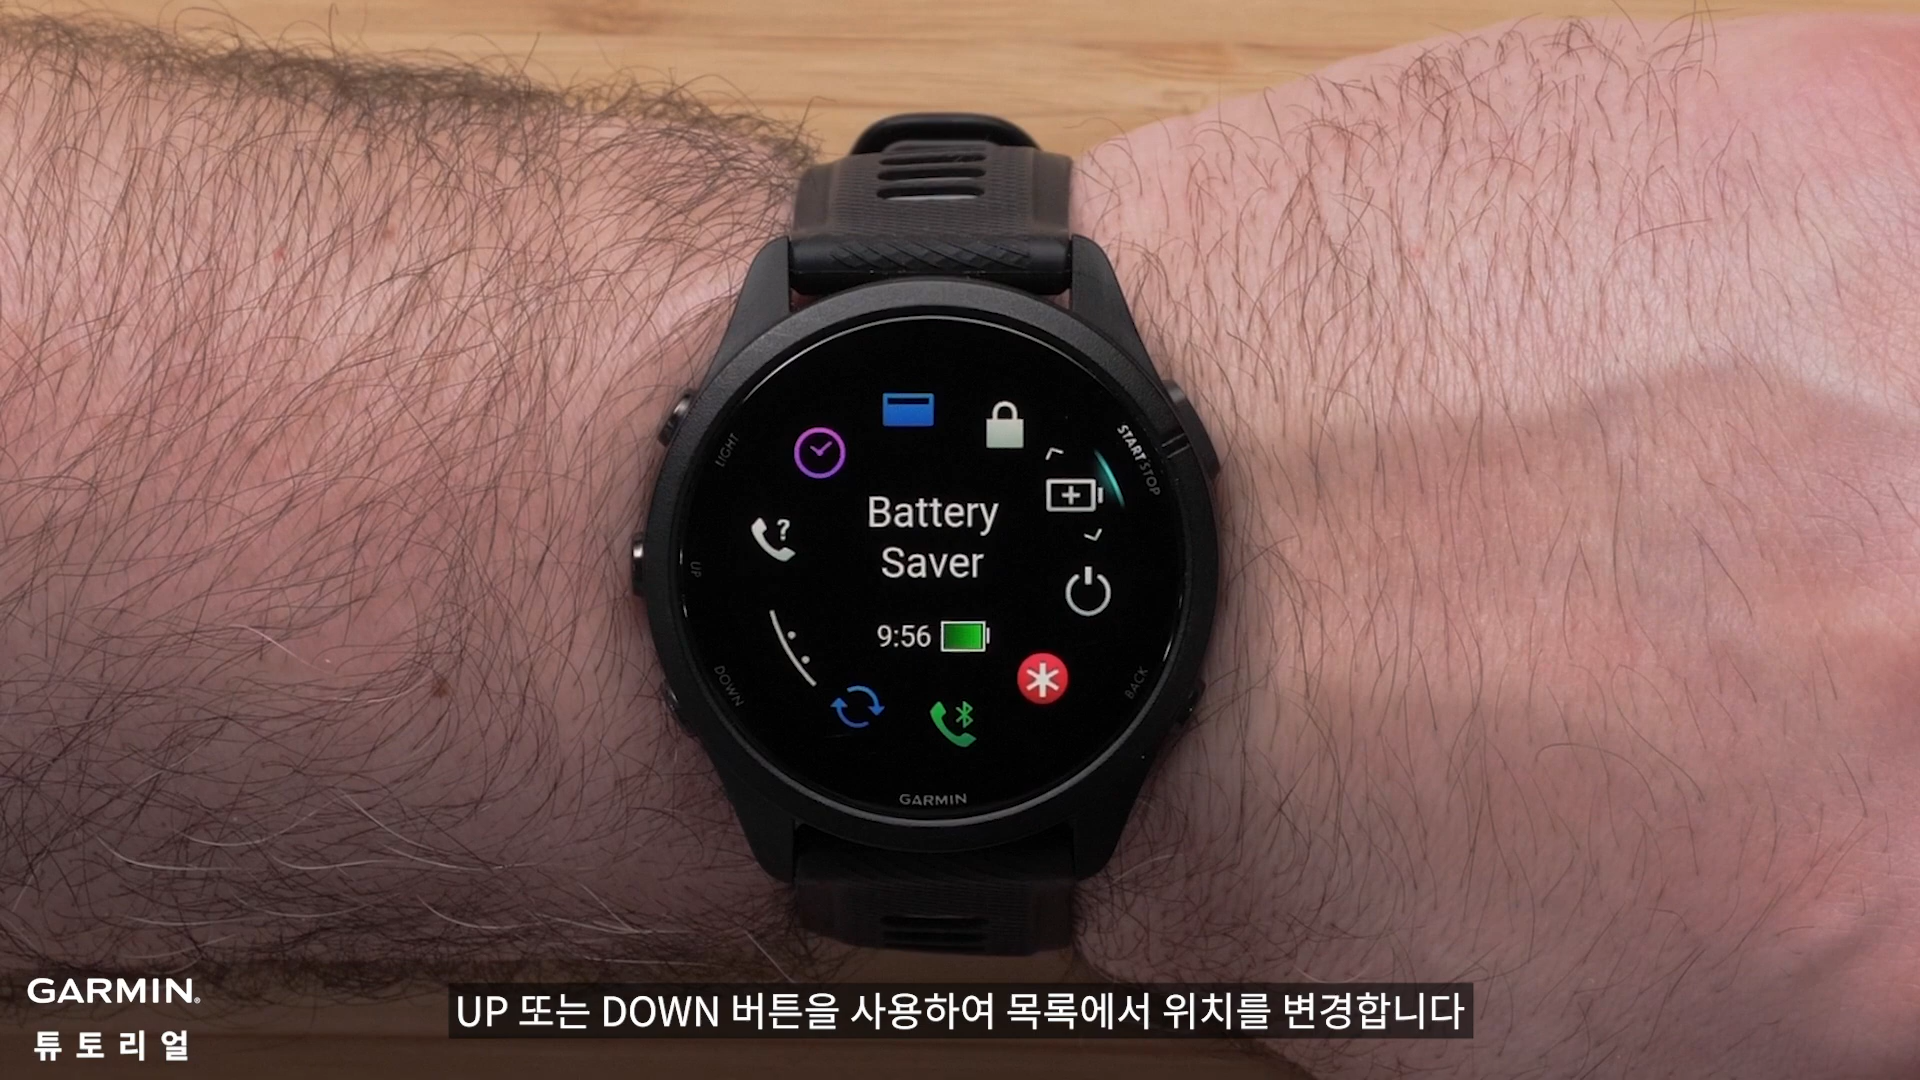 LIGHT
START STOP
Battery
Saver
?
UP
9:56
DOWN
BACK
GARMIN
GARMIN®
튜토리얼
UP 또는 DOWN 버튼을 사용하여 목록에서 위치를 변경합니다